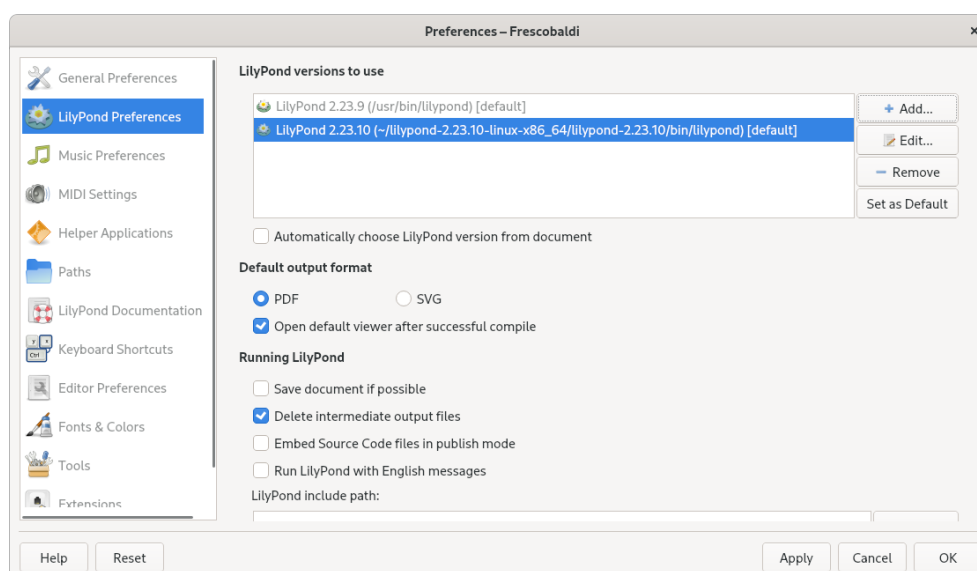 Preferences – Frescobaldi
General Preferences
LilyPond Preferences
Music Preferences
MIDI Settings
Helper Applications
Paths
LilyPond Documentation
Keyboard Shortcuts
Editor Preferences
Fonts & Colors
Tools
Extensions
LilyPond versions to use
LilyPond 2.23.9 (/usr/bin/lilypond) [default]
LilyPond 2.23.10 (~/lilypond-2.23.10-linux-x86_64/lilypond-2.23.10/bin/lilypond) [default]
Add...
Edit...
Remove
Set as Default
Automatically choose LilyPond version from document
Default output format
PDF SVG
Open default viewer after successful compile
Running LilyPond
Save document if possible
Delete intermediate output files
Embed Source Code files in publish mode
Run LilyPond with English messages
LilyPond include path:
Help Reset Apply Cancel OK